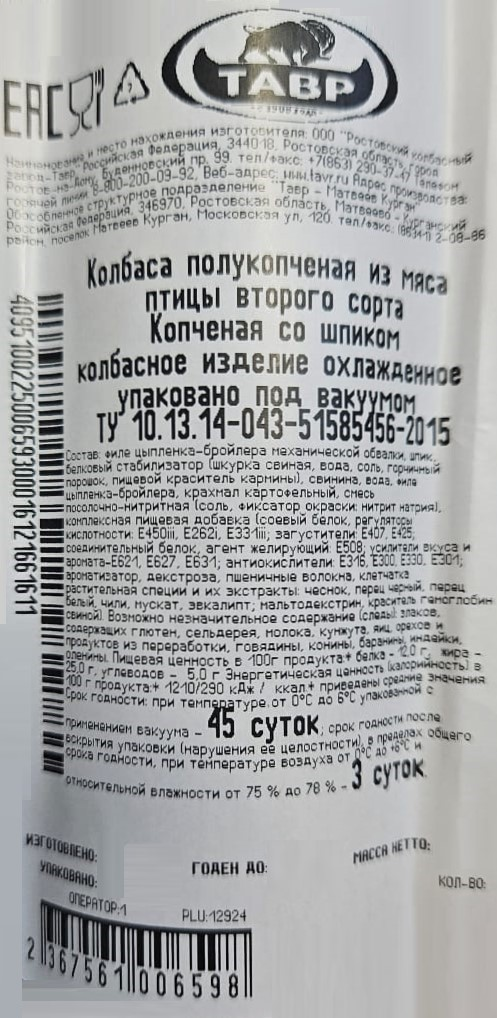 ЕАС
ТАВР
с 1908 года
Наименование и место нахождения изготовителя: ООО "Ростовский колбасный
завод-Тавр", Российская Федерация, 344018, Ростовская область, город
Ростов-на-Дону, Буденновский пр. 99, тел/факс: +7(863) 290-37-47 Телефон
горячей линии 8-800-200-09-92, Веб-адрес: www.tavr.ru Адрес производства:
Обособленное структурное подразделение "Тавр - Матвеев Курган"
Российская Федерация, 346970, Ростовская область, Матвеево - Курганский
район, поселок Матвеев Курган, Московская ул, 120. тел/факс: (86341) 2-08-86
Колбаса полукопченая из мяса
птицы второго сорта
Копченая со шпиком
колбасное изделие охлажденное
упаковано под вакуумом
ТУ 10.13.14-043-51585456-2015
Состав: филе цыпленка-бройлера механической обвалки, шпик,
белковый стабилизатор (шкурка свиная, вода, соль, горчичный
порошок, пищевой краситель кармины), свинина, вода, филе
цыпленка-бройлера, крахмал картофельный, смесь
посолочно-нитритная (соль, фиксатор окраски: нитрит натрия),
комплексная пищевая добавка (соевый белок, регуляторы
кислотности: Е450iii, Е262i, Е331iii; загустители: Е407, Е425;
соединительный белок, агент желирующий: Е508; усилители вкуса и
аромата-Е621, Е627, Е631; антиокислители: Е316, Е300, Е330, Е301;
ароматизатор, декстроза, пшеничные волокна, клетчатка
растительная специи и их экстракты: чеснок, перец черный, перец
белый, чили, мускат, эвкалипт; мальтодекстрин, краситель гемоглобин
свиной) Возможно незначительное содержание (следы): злаков,
содержащих глютен, сельдерея, молока, кунжута, яиц, орехов и
продуктов из переработки, говядины, конины, баранины, индейки,
оленины. Пищевая ценность в 100г продукта* белка - 12,0 г, жира -
25,0 г, углеводов - 5,0 г Энергетическая ценность (калорийность) в
100 г продукта:* 1210/290 кДж / ккал* приведены средние значения
Срок годности: при температуре от 0°С до 6°С упакованной с
применением вакуума - 45 суток, срок годности после
вскрытия упаковки (нарушения ее целостности), в пределах общего
срока годности, при температуре воздуха от 0°С до +6°С и
относительной влажности от 75 % до 78 % - 3 суток
ИЗГОТОВЛЕНО:
УПАКОВАНО:
ГОДЕН ДО:
МАССА НЕТТО:
КОЛ-ВО:
ОПЕРАТОР:1
PLU:12924
2 367561 006598